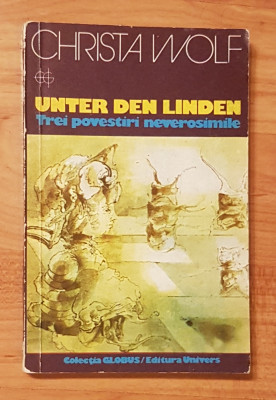 CHRISTA WOLF
UNTER DEN LINDEN
Trei povestiri neverosimile
Colecția GLOBUS/Editura Univers